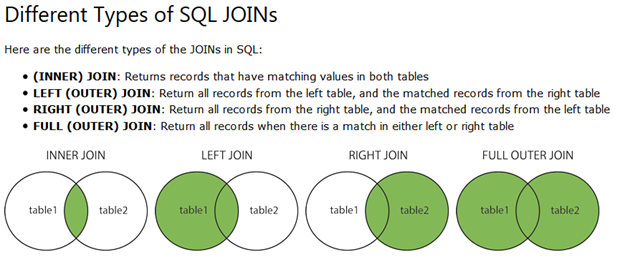 Different Types of SQL JOINs
Here are the different types of the JOINs in SQL:
• (INNER) JOIN: Returns records that have matching values in both tables
• LEFT (OUTER) JOIN: Return all records from the left table, and the matched records from the right table
• RIGHT (OUTER) JOIN: Return all records from the right table, and the matched records from the left table
• FULL (OUTER) JOIN: Return all records when there is a match in either left or right table
INNER JOIN LEFT JOIN RIGHT JOIN FULL OUTER JOIN
table1 table2 table1 table2 table1 table2 table1 table2